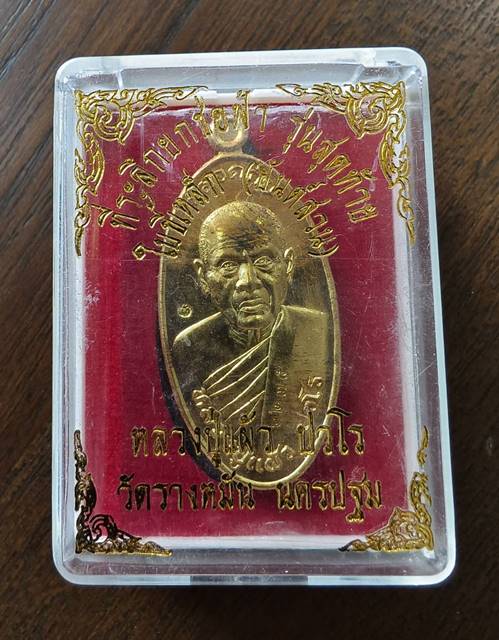 ที่ระลึกยกช่อฟ้า รุ่นสุดท้าย
หลวงปู่แผ้ว ปวโร
วัดรางหมัน นครปฐม